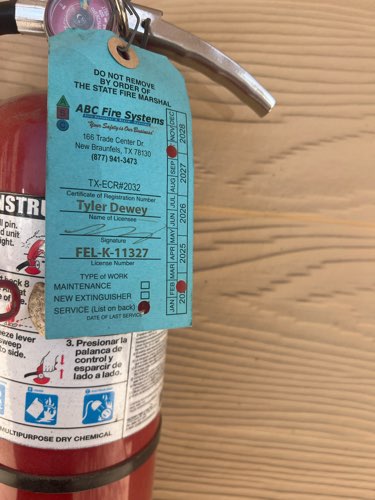 DO NOT REMOVE
BY ORDER OF
THE STATE FIRE MARSHAL
ABC Fire Systems
"Your Safety is Our Business"
166 Trade Center Dr.
New Braunfels, TX 78130
(877) 941-3473
TX-ECR#2032
Certificate of Registration Number
Tyler Dewey
Name of Licensee
Signature
FEL-K-11327
License Number
TYPE of WORK
MAINTENANCE
NEW EXTINGUISHER
SERVICE (List on back)
DATE OF LAST SERVICE
JAN FEB MAR APR MAY JUN JUL AUG SEP NOV DEC
2025 2026 2027 2028
3. Presionar la
palanca de
control y
esparcir de
lado a lado.
MULTIPURPOSE DRY CHEMICAL